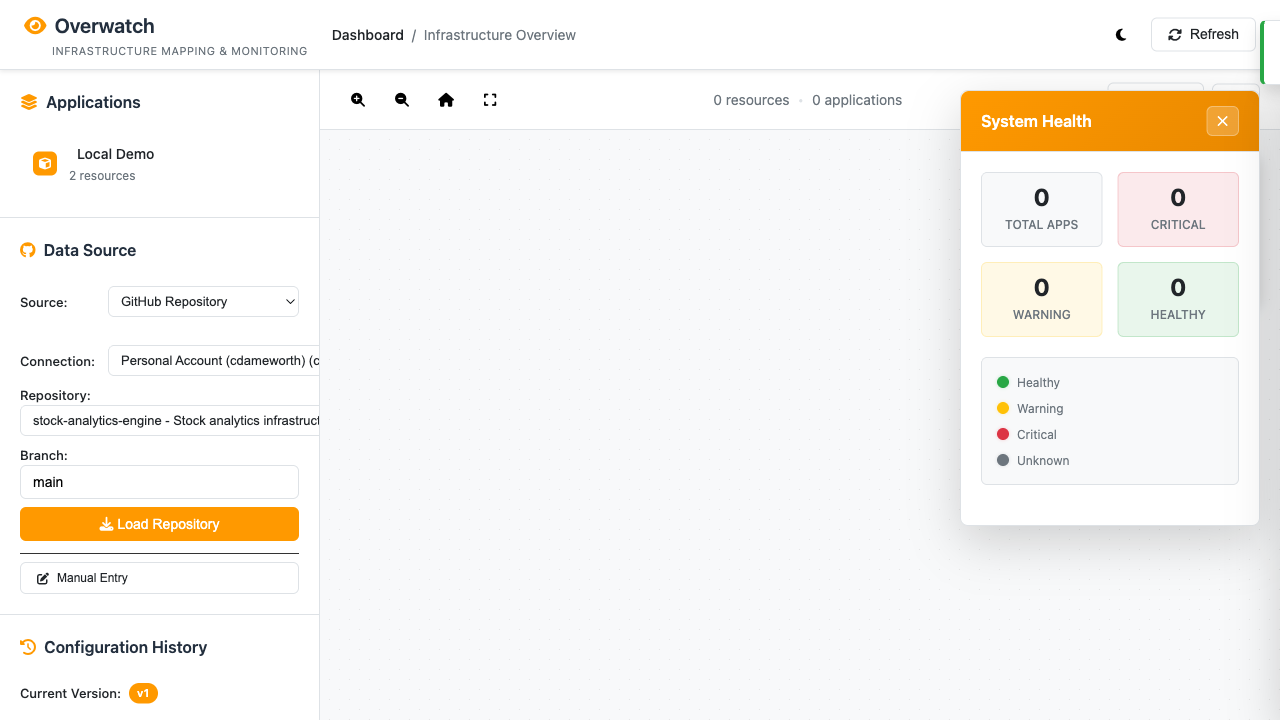 Overwatch
INFRASTRUCTURE MAPPING & MONITORING
Dashboard / Infrastructure Overview
Refresh
Applications
Local Demo
2 resources
Data Source
Source:
GitHub Repository
Connection:
Personal Account (cdameworth) (c
Repository:
stock-analytics-engine - Stock analytics infrastruct
Branch:
main
Load Repository
Manual Entry
Configuration History
Current Version: v1
0 resources • 0 applications
System Health
0
TOTAL APPS
0
CRITICAL
0
WARNING
0
HEALTHY
Healthy
Warning
Critical
Unknown